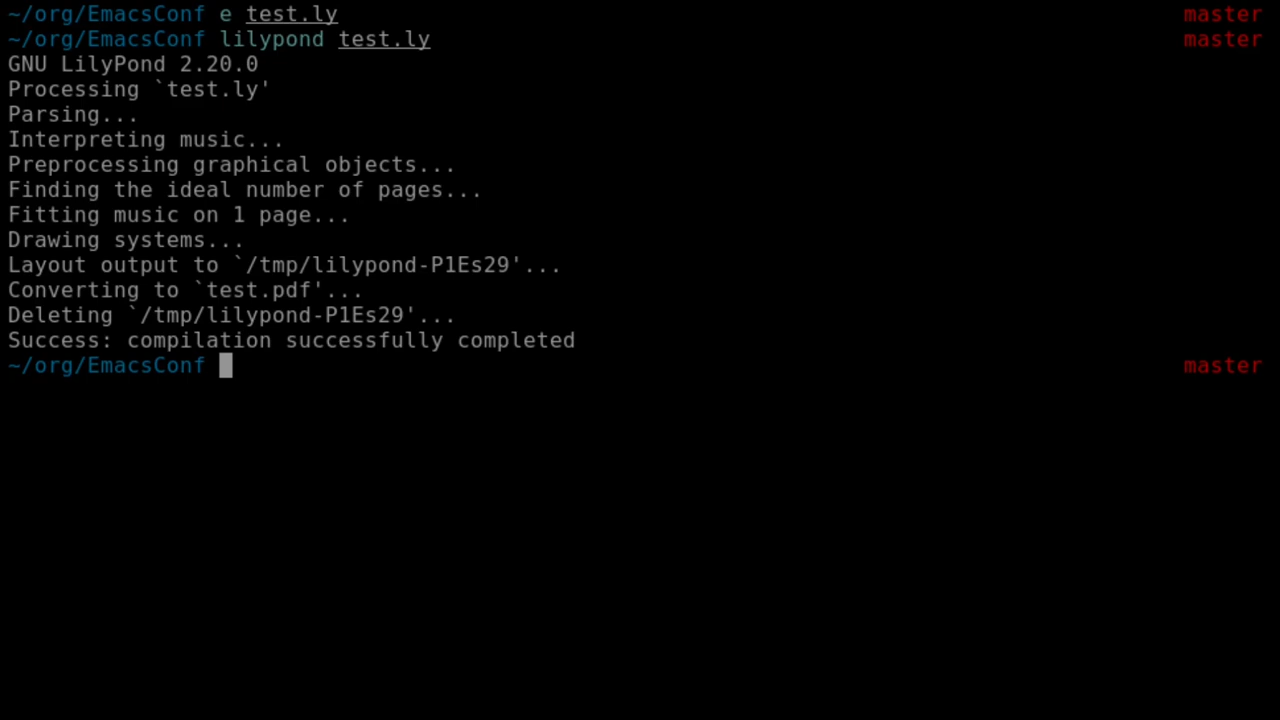 ~/org/EmacsConf e test.ly master
~/org/EmacsConf lilypond test.ly master
GNU LilyPond 2.20.0
Processing `test.ly'
Parsing...
Interpreting music...
Preprocessing graphical objects...
Finding the ideal number of pages...
Fitting music on 1 page...
Drawing systems...
Layout output to `/tmp/lilypond-P1Es29'...
Converting to `test.pdf'...
Deleting `/tmp/lilypond-P1Es29'...
Success: compilation successfully completed
~/org/EmacsConf master